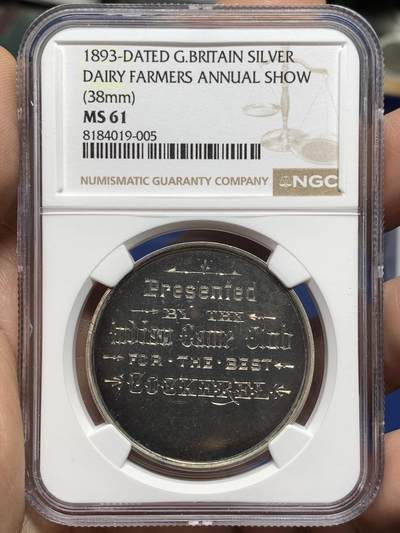 1893-DATED G.BRITAIN SILVER
DAIRY FARMERS ANNUAL SHOW
(38mm)
MS 61
8184019-005
NUMISMATIC GUARANTY COMPANY NGC
Presented
BY THE
Indian Game Club
FOR · THE · BEST
COCKEREL